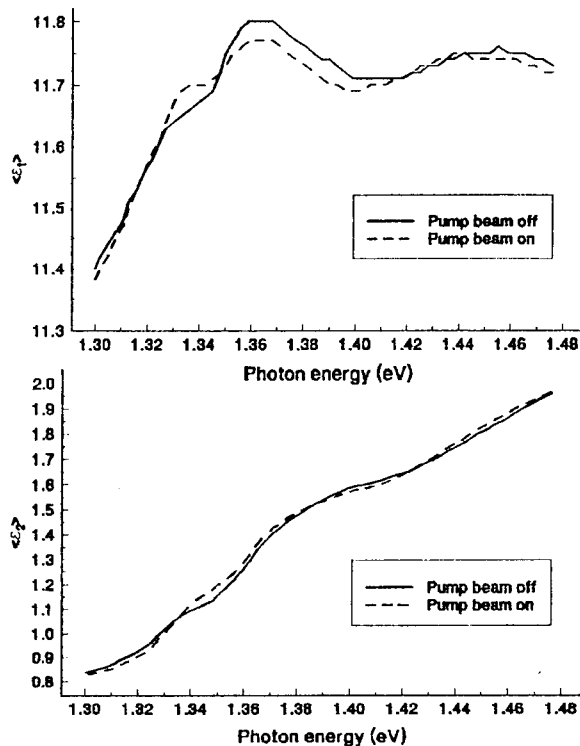 11.8
11.7
11.6
11.5
11.4
11.3
<ε₁>
Pump beam off
Pump beam on
1.30 1.32 1.34 1.36 1.38 1.40 1.42 1.44 1.46 1.48
Photon energy (eV)
2.0
1.9
1.8
1.7
1.6
1.5
1.4
1.3
1.2
1.1
1.0
0.9
0.8
<ε₂>
Pump beam off
Pump beam on
1.30 1.32 1.34 1.36 1.38 1.40 1.42 1.44 1.46 1.48
Photon energy (eV)